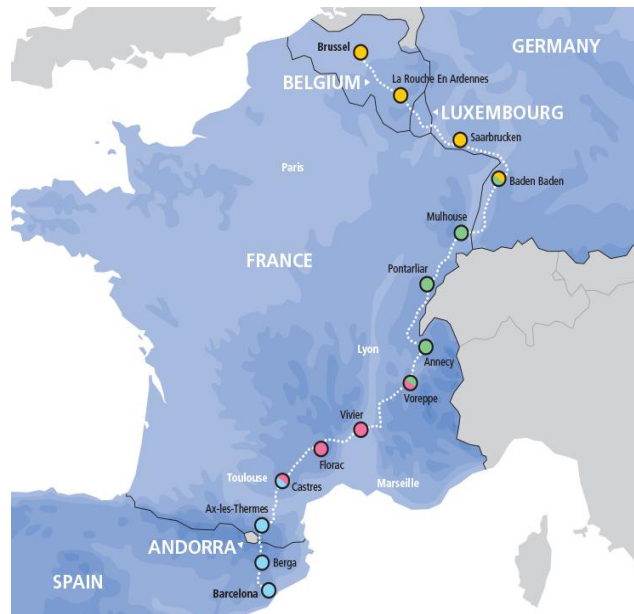 GERMANY
Brussel
BELGIUM
La Rouche En Ardennes
LUXEMBOURG
Saarbrucken
Paris
Baden Baden
Mulhouse
FRANCE
Pontarliar
Lyon
Annecy
Voreppe
Vivier
Florac
Toulouse
Castres
Marseille
Ax-les-Thermes
ANDORRA
Berga
SPAIN
Barcelona